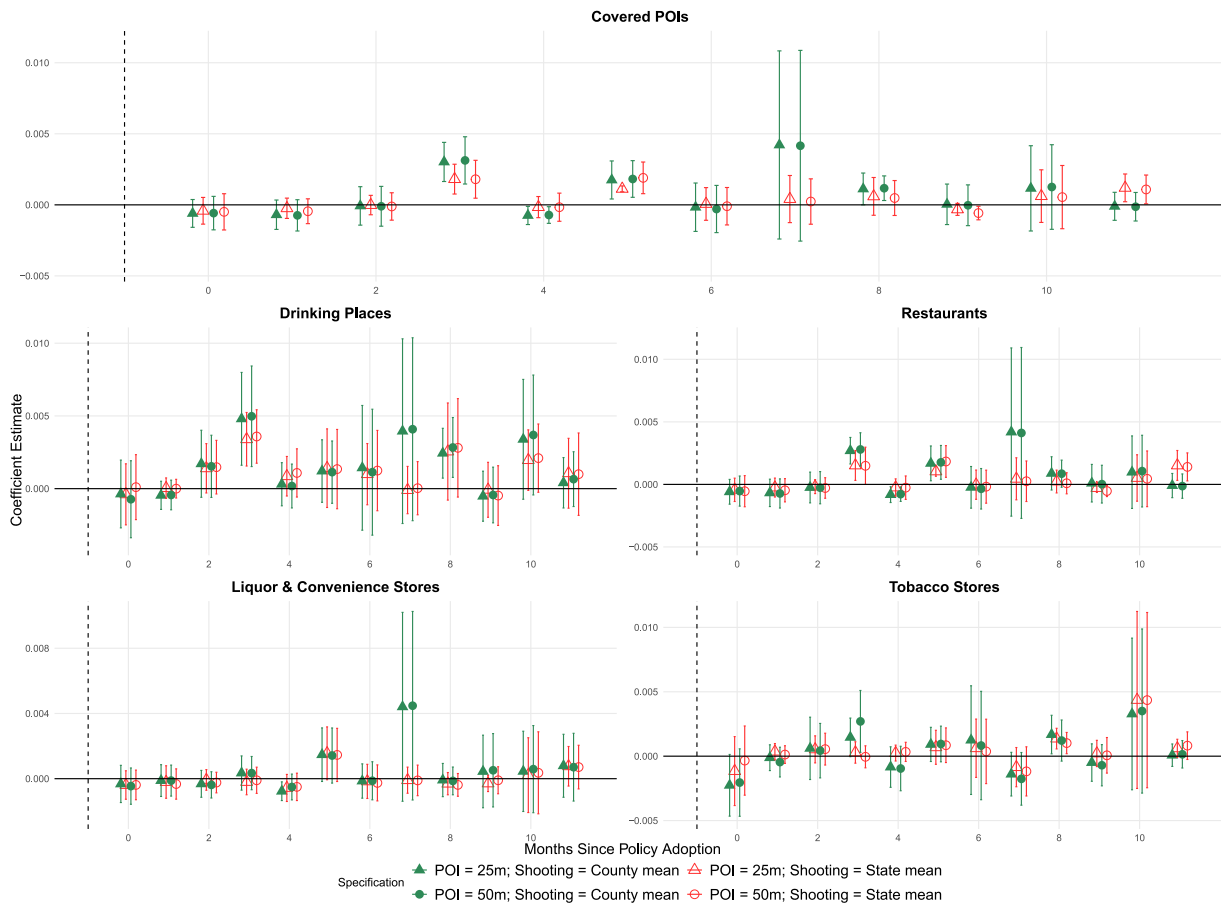 Covered POIs
0.010
0.005
0.000
−0.005
0 2 4 6 8 10
Drinking Places
0.010
0.005
0.000
0 2 4 6 8 10
Restaurants
0.010
0.005
0.000
−0.005
0 2 4 6 8 10
Coefficient Estimate
Liquor & Convenience Stores
0.008
0.004
0.000
0 2 4 6 8 10
Tobacco Stores
0.010
0.005
0.000
−0.005
0 2 4 6 8 10
Months Since Policy Adoption
Specification
POI = 25m; Shooting = County mean POI = 25m; Shooting = State mean
POI = 50m; Shooting = County mean POI = 50m; Shooting = State mean